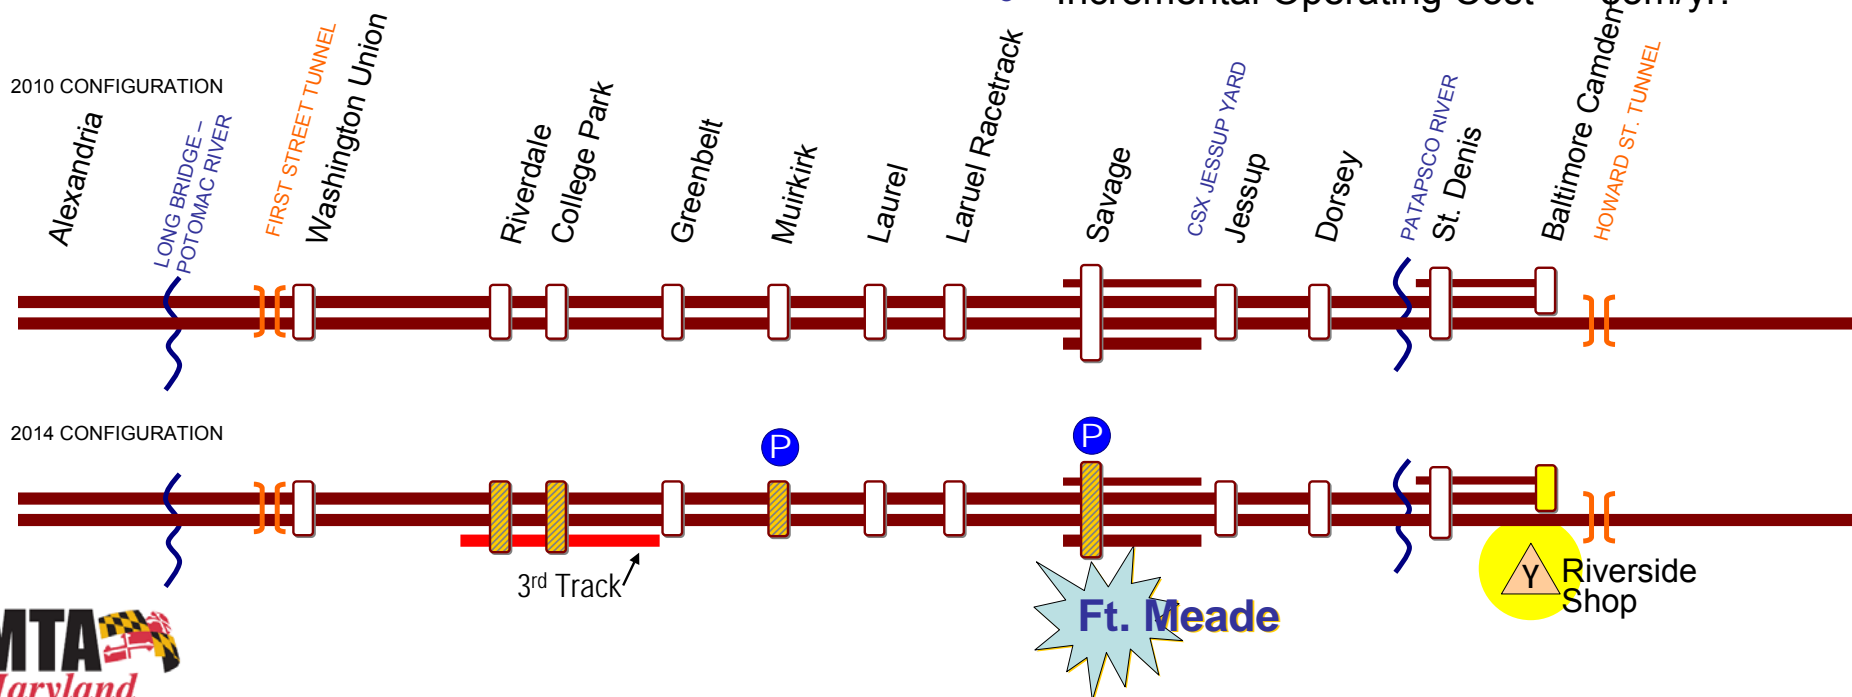 Incremental Operating Cost
2010 CONFIGURATION
Alexandria
LONG BRIDGE –
POTOMAC RIVER
FIRST STREET TUNNEL
Washington Union
Riverdale
College Park
Greenbelt
Muirkirk
Laurel
Laruel Racetrack
Savage
CSX JESSUP YARD
Jessup
Dorsey
PATAPSCO RIVER
St. Denis
Baltimore Camden
HOWARD ST. TUNNEL
2014 CONFIGURATION
P
P
3rd Track
Ft. Meade
Y
Riverside
Shop
MTA
Maryland